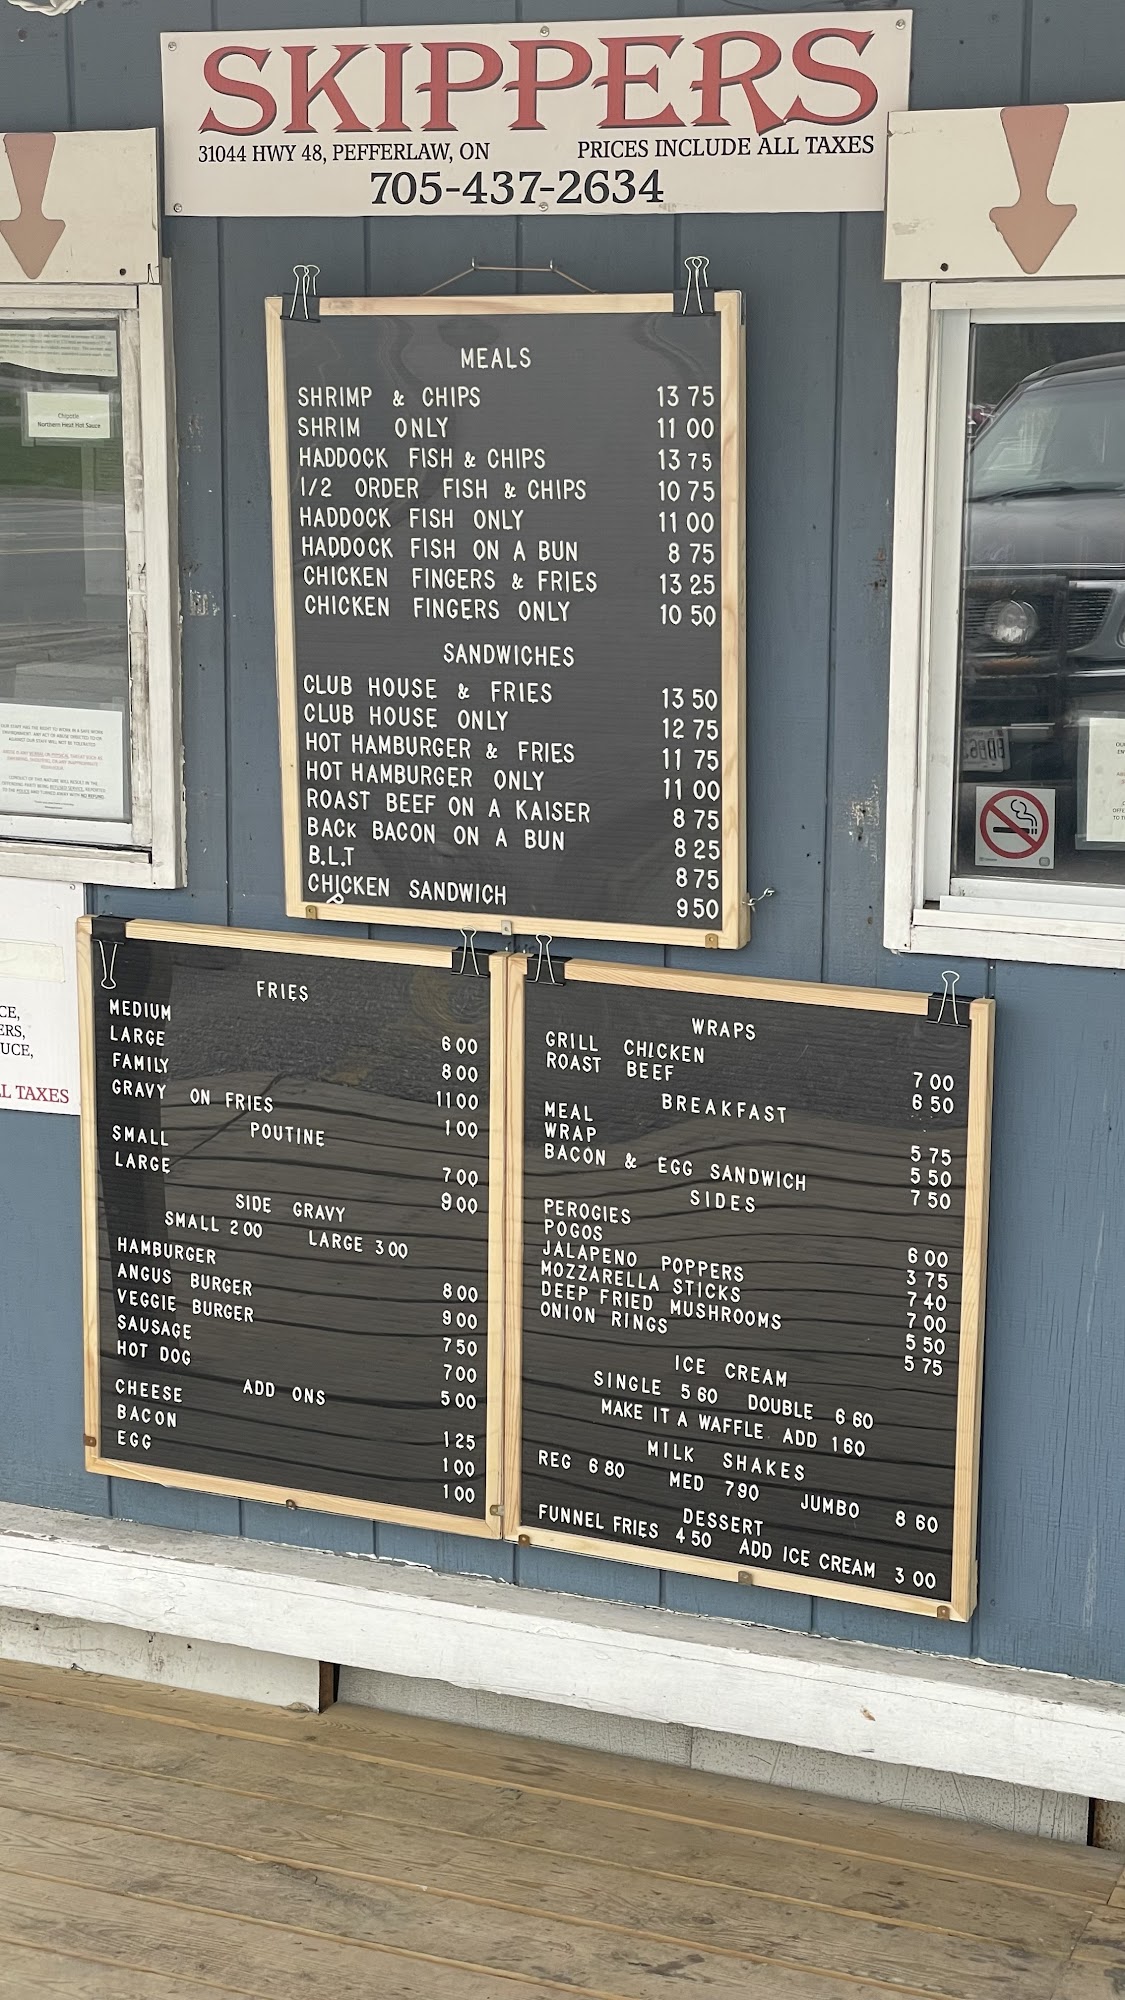 SKIPPERS
31044 HWY 48, PEFFERLAW, ON PRICES INCLUDE ALL TAXES
705-437-2634
Chipotle
Northern Heat Hot Sauce
MEALS
SHRIMP & CHIPS 13 75
SHRIM ONLY 11 00
HADDOCK FISH & CHIPS 13 75
1/2 ORDER FISH & CHIPS 10 75
HADDOCK FISH ONLY 11 00
HADDOCK FISH ON A BUN 8 75
CHICKEN FINGERS & FRIES 13 25
CHICKEN FINGERS ONLY 10 50
SANDWICHES
CLUB HOUSE & FRIES 13 50
CLUB HOUSE ONLY 12 75
HOT HAMBURGER & FRIES 11 75
HOT HAMBURGER ONLY 11 00
ROAST BEEF ON A KAISER 8 75
BACK BACON ON A BUN 8 25
B.L.T 8 75
CHICKEN SANDWICH 9 50
CE,
ERS,
UCE,
L TAXES
FRIES
MEDIUM 6 00
LARGE 8 00
FAMILY 11 00
GRAVY ON FRIES 1 00
POUTINE
SMALL 7 00
LARGE 9 00
SIDE GRAVY
SMALL 2 00 LARGE 3 00
HAMBURGER 8 00
ANGUS BURGER 9 00
VEGGIE BURGER 7 50
SAUSAGE 7 00
HOT DOG 5 00
ADD ONS
CHEESE 1 25
BACON 1 00
EGG 1 00
WRAPS
GRILL CHICKEN 7 00
ROAST BEEF 6 50
BREAKFAST
MEAL 5 75
WRAP 5 50
BACON & EGG SANDWICH 7 50
SIDES
PEROGIES 6 00
POGOS 3 75
JALAPENO POPPERS 7 40
MOZZARELLA STICKS 7 00
DEEP FRIED MUSHROOMS 5 50
ONION RINGS 5 75
ICE CREAM
SINGLE 5 60 DOUBLE 6 60
MAKE IT A WAFFLE ADD 1 60
MILK SHAKES
REG 6 80 MED 7 90 JUMBO 8 60
DESSERT
FUNNEL FRIES 4 50 ADD ICE CREAM 3 00